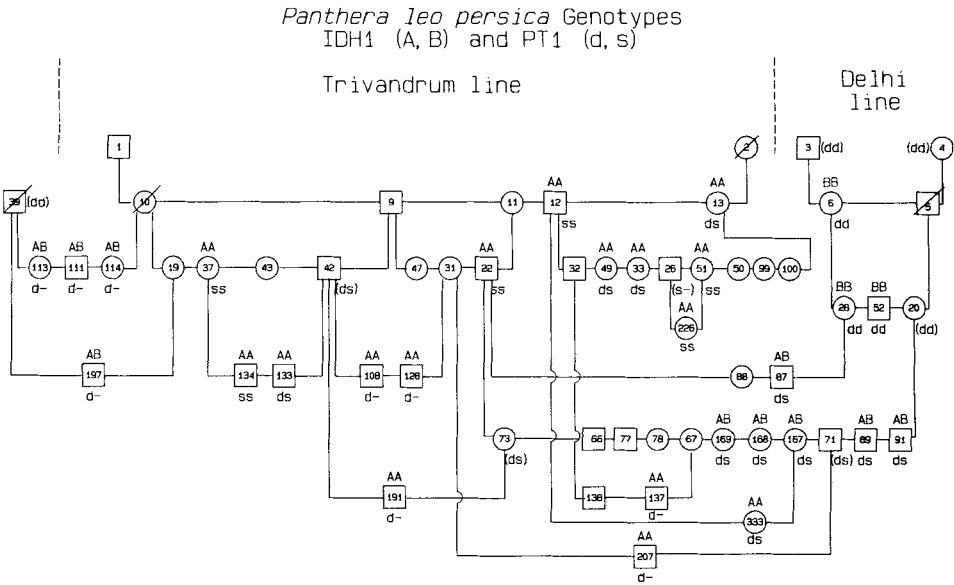 Panthera leo persica Genotypes
IDH1 (A, B) and PT1 (d, s)
Trivandrum line
Delhi
line
1
2
3 (dd)
(dd) 4
39 (dd)
10
9
11
AA
12
ss
AA
13
ds
BB
6
dd
5
AB AB AB
113 111 114
d- d- d-
19
AA
37
ss
43
42
(ds)
47
31
AA
22
ss
32
AA AA
49 33
ds ds
26
(s-)
AA
51
ss
50 99 100
AA
226
ss
BB BB
28 52 20
dd dd (dd)
AB
197
d-
AA AA
134 133
ss ds
AA AA
108 128
d- d-
88
AB
87
ds
73
(ds)
66 77 78 67
AB AB AB
169 168 157
ds ds ds
71
(ds)
AB AB
89 91
ds ds
AA
191
d-
138
AA
137
d-
AA
333
ds
AA
207
d-